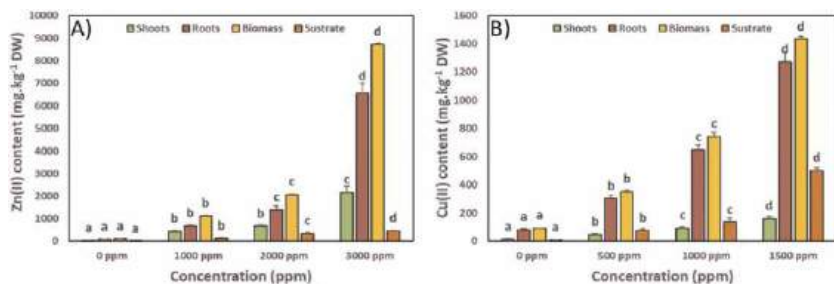 A)
Shoots Roots Biomass Sustrate
Zn(II) content (mg.kg-1 DW)
10000
9000
8000
7000
6000
5000
4000
3000
2000
1000
0
a a a a
b b b b
b c c c
c d d d
0 ppm 1000 ppm 2000 ppm 3000 ppm
Concentration (ppm)
B)
Shoots Roots Biomass Sustrate
Cu(II) content (mg.kg-1 DW)
1600
1400
1200
1000
800
600
400
200
0
a a a a
b b b b
c c c c
d d d d
0 ppm 500 ppm 1000 ppm 1500 ppm
Concentration (ppm)